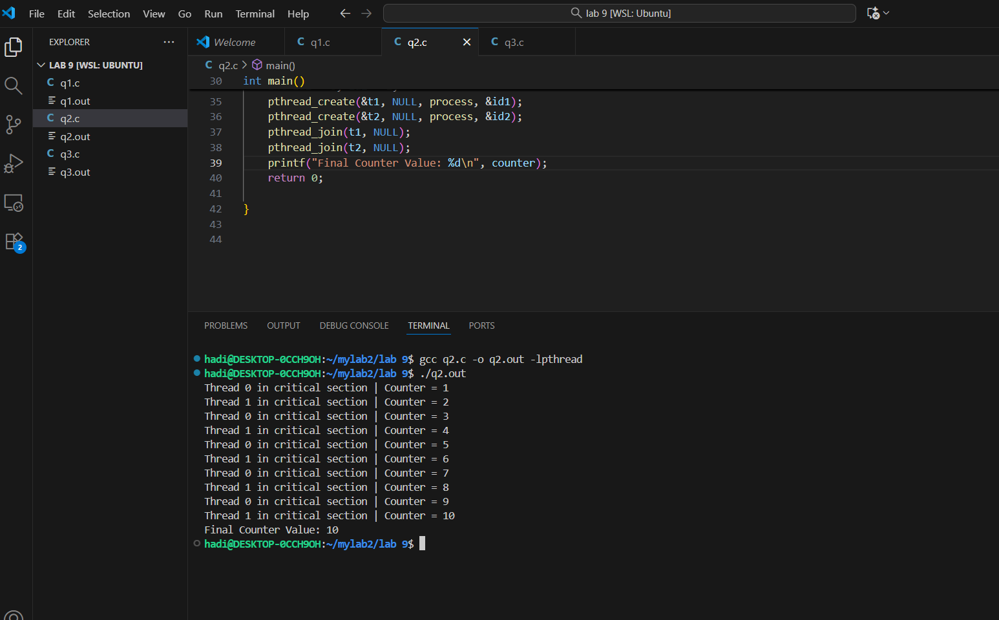 File Edit Selection View Go Run Terminal Help
lab 9 [WSL: Ubuntu]
EXPLORER
LAB 9 [WSL: UBUNTU]
C q1.c
q1.out
C q2.c
q2.out
C q3.c
q3.out
2
Welcome
C q1.c
C q2.c
C q3.c
C q2.c > main()
30 int main()
35 pthread_create(&t1, NULL, process, &id1);
36 pthread_create(&t2, NULL, process, &id2);
37 pthread_join(t1, NULL);
38 pthread_join(t2, NULL);
39 printf("Final Counter Value: %d\n", counter);
40 return 0;
41
42 }
43
44
PROBLEMS OUTPUT DEBUG CONSOLE TERMINAL PORTS
hadi@DESKTOP-0CCH9OH:~/mylab2/lab 9$ gcc q2.c -o q2.out -lpthread
hadi@DESKTOP-0CCH9OH:~/mylab2/lab 9$ ./q2.out
Thread 0 in critical section | Counter = 1
Thread 1 in critical section | Counter = 2
Thread 0 in critical section | Counter = 3
Thread 1 in critical section | Counter = 4
Thread 0 in critical section | Counter = 5
Thread 1 in critical section | Counter = 6
Thread 0 in critical section | Counter = 7
Thread 1 in critical section | Counter = 8
Thread 0 in critical section | Counter = 9
Thread 1 in critical section | Counter = 10
Final Counter Value: 10
hadi@DESKTOP-0CCH9OH:~/mylab2/lab 9$